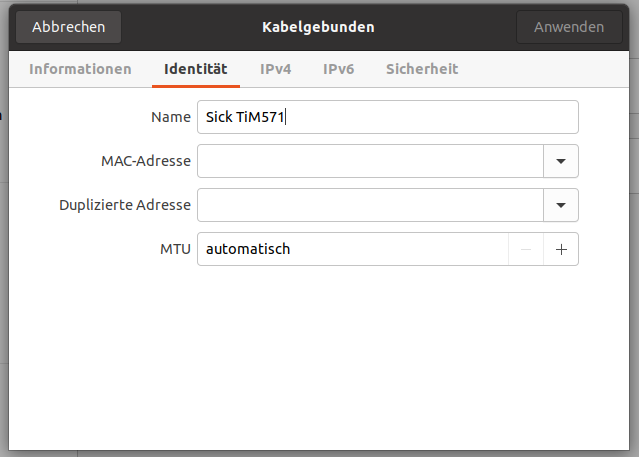 Abbrechen Kabelgebunden Anwenden
Informationen Identität IPv4 IPv6 Sicherheit
Name Sick TiM571
MAC-Adresse
Duplizierte Adresse
MTU automatisch